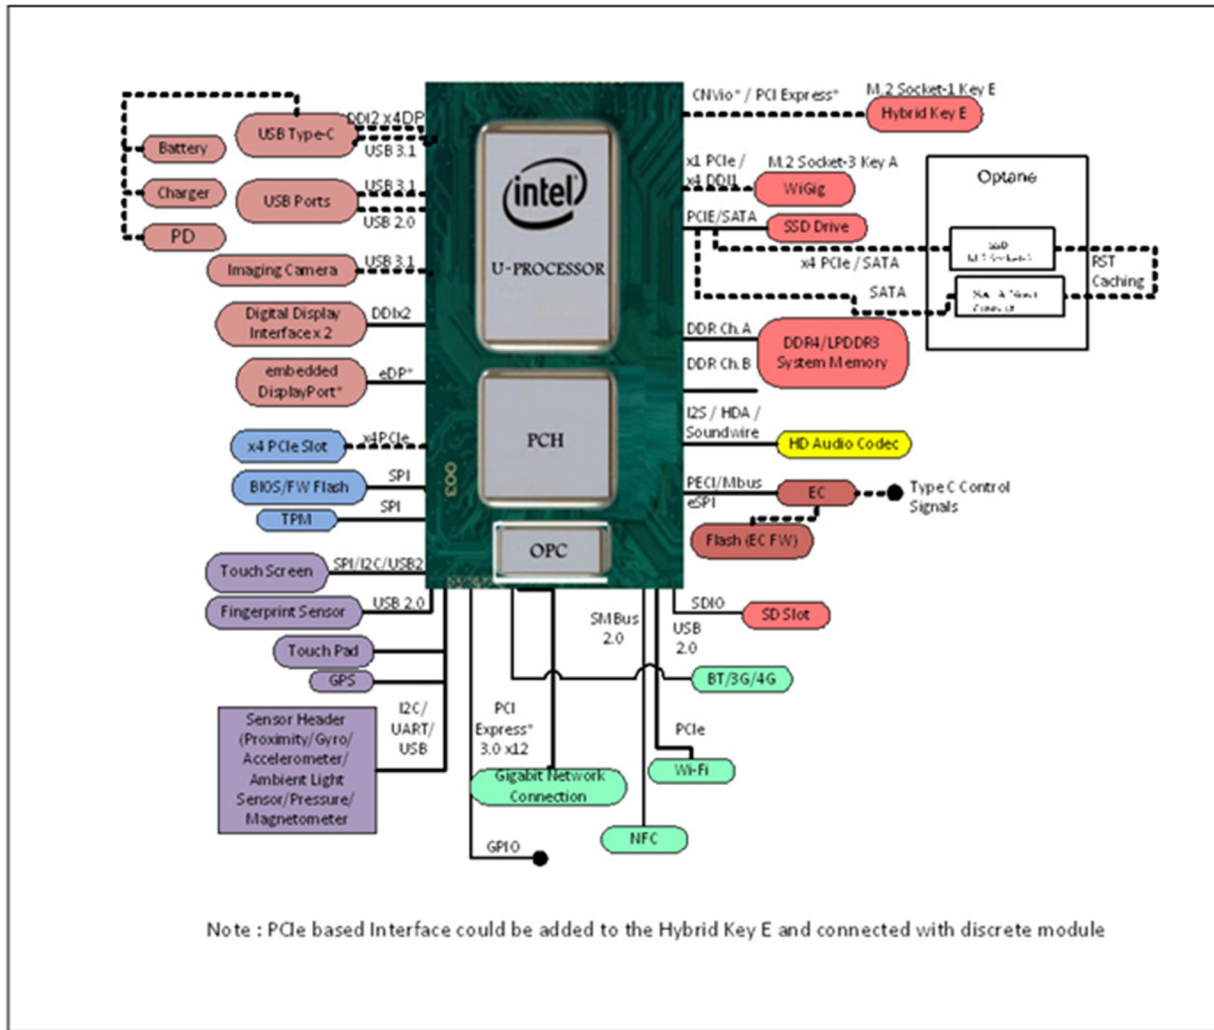 CNVio* / PCI Express*
M.2 Socket-1 Key E
Hybrid Key E
DDI2 x4DP
USB Type-C
USB 3.1
Battery
Charger
PD
USB 3.1
USB Ports
USB 2.0
Imaging Camera
USB 3.1
Digital Display
Interface x 2
DDIx2
embedded
DisplayPort*
eDP*
x4 PCIe Slot
x4PCIe
BIOS/FW Flash
SPI
TPM
SPI
Touch Screen
SPI/I2C/USB2
Fingerprint Sensor
USB 2.0
Touch Pad
GPS
Sensor Header
(Proximity/Gyro/
Accelerometer/
Ambient Light
Sensor/Pressure/
Magnetometer
I2C/
UART/
USB
intel
U-PROCESSOR
PCH
OPC
003
x1 PCIe /
x4 DDI1
M.2 Socket-3 Key A
WiGig
PCIE/SATA
SSD Drive
x4 PCIe / SATA
SATA
Optane
SSD
RST
Caching
DDR Ch. A
DDR Ch. B
DDR4/LPDDR3
System Memory
I2S / HDA /
Soundwire
HD Audio Codec
PECI/Mbus
eSPI
EC
Type C Control
Signals
Flash (EC FW)
SMBus
2.0
SDIO
SD Slot
USB
2.0
BT/3G/4G
PCI
Express*
3.0 x12
Gigabit Network
Connection
PCIe
Wi-Fi
NFC
GPIO
Note : PCIe based Interface could be added to the Hybrid Key E and connected with discrete module